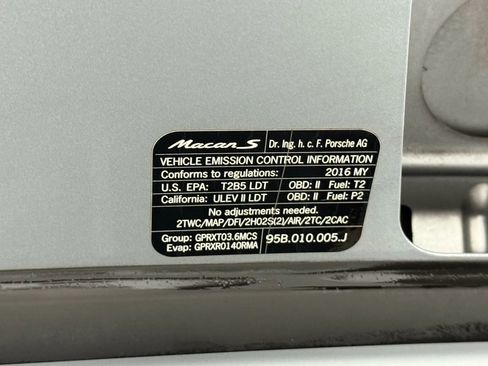 Macan S Dr. Ing. h. c. F. Porsche AG
VEHICLE EMISSION CONTROL INFORMATION
Conforms to regulations: 2016 MY
U.S. EPA: T2B5 LDT OBD: II Fuel: T2
California: ULEV II LDT OBD: II Fuel: P2
No adjustments needed.
2TWC/MAP/DFI/2HO2S(2)/AIR/2TC/2CAC
Group: GPRXT03.6MCS 95B.010.005.J
Evap: GPRXR0140RMA